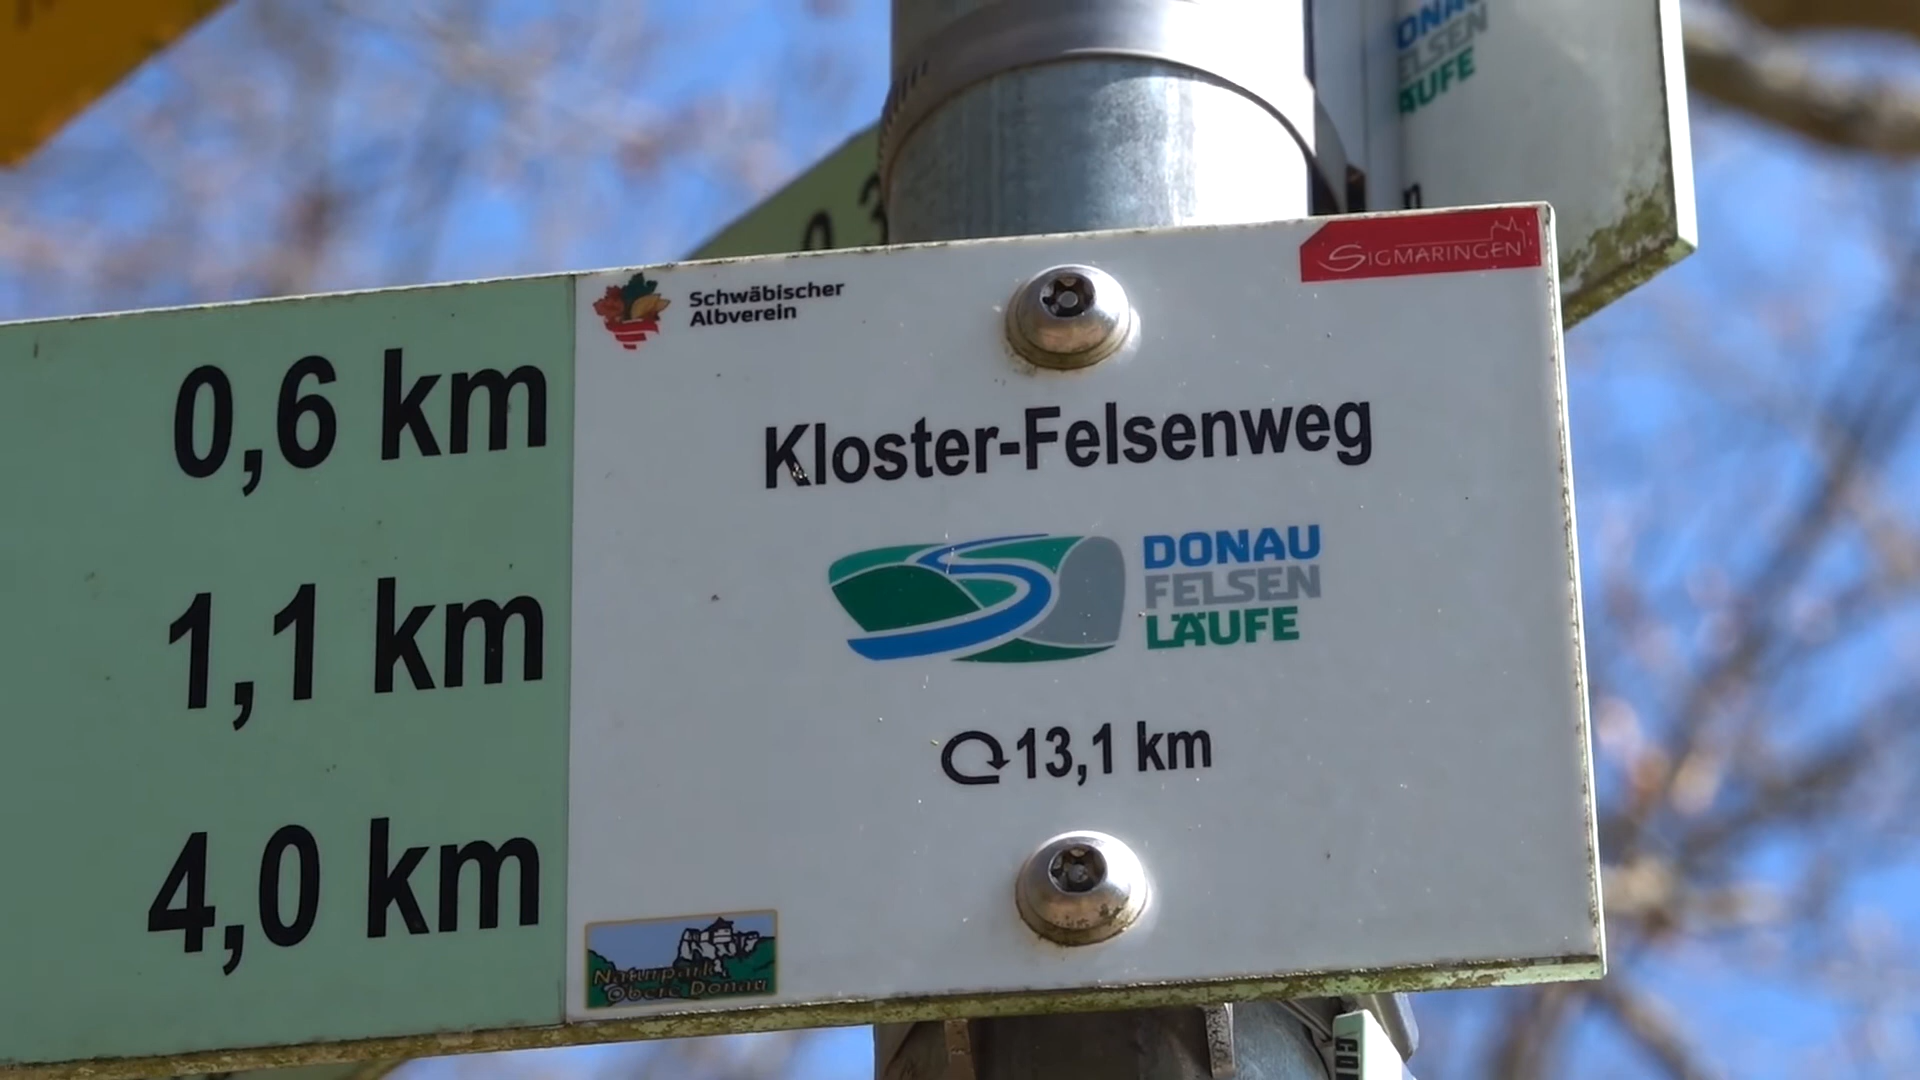 DONAU
FELSEN
LÄUFE
SIGMARINGEN
Schwäbischer
Albverein
0,6 km
1,1 km
4,0 km
Kloster-Felsenweg
DONAU
FELSEN
LÄUFE
13,1 km
Naturpark
Obere Donau